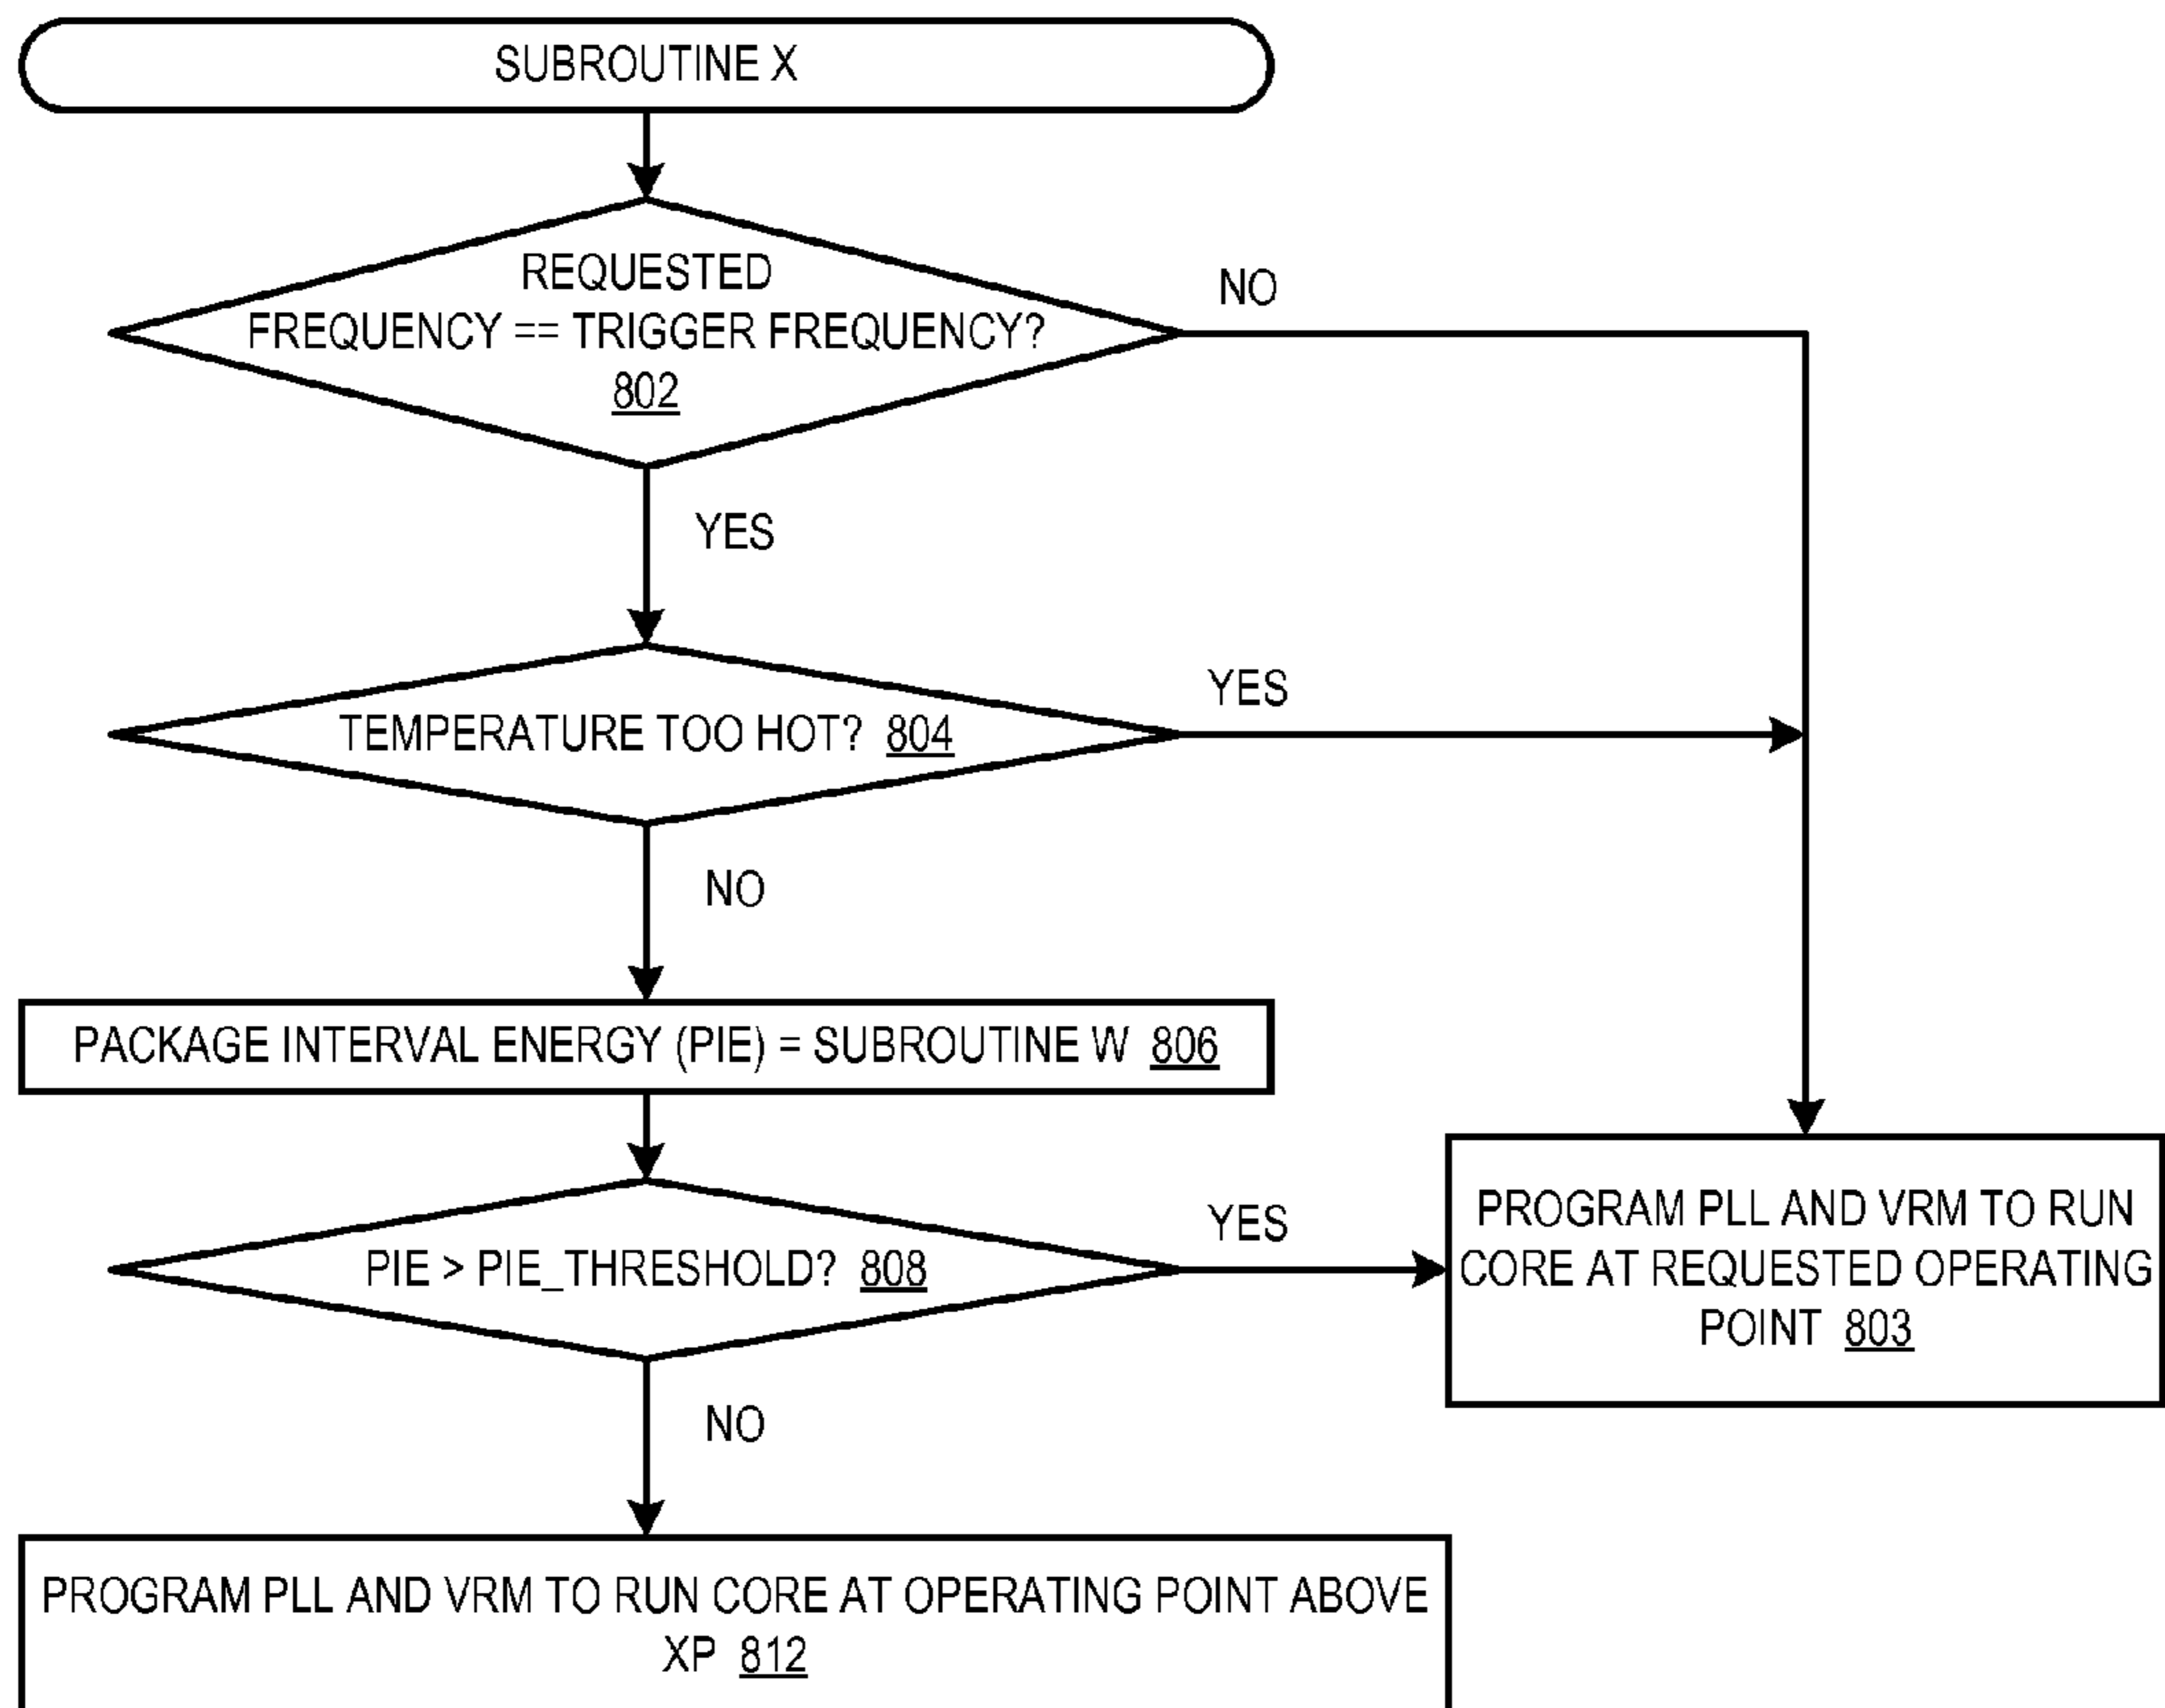 SUBROUTINE X
REQUESTED
FREQUENCY == TRIGGER FREQUENCY?
802
NO
YES
TEMPERATURE TOO HOT? 804
YES
NO
PACKAGE INTERVAL ENERGY (PIE) = SUBROUTINE W 806
PIE > PIE_THRESHOLD? 808
YES
PROGRAM PLL AND VRM TO RUN
CORE AT REQUESTED OPERATING
POINT 803
NO
PROGRAM PLL AND VRM TO RUN CORE AT OPERATING POINT ABOVE
XP 812